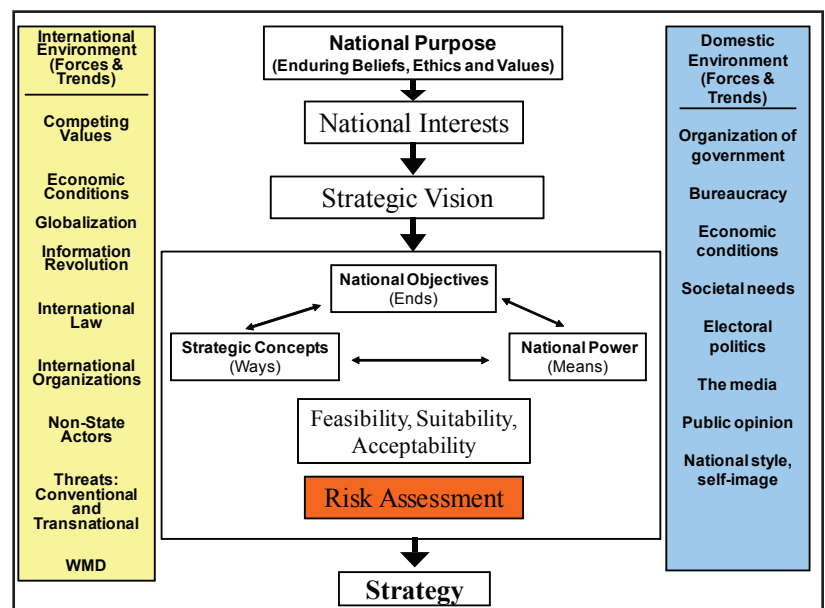 International
Environment
(Forces &
Trends)
Competing
Values
Economic
Conditions
Globalization
Information
Revolution
International
Law
International
Organizations
Non-State
Actors
Threats:
Conventional
and
Transnational
WMD
National Purpose
(Enduring Beliefs, Ethics and Values)
National Interests
Strategic Vision
National Objectives
(Ends)
Strategic Concepts
(Ways)
National Power
(Means)
Feasibility, Suitability,
Acceptability
Risk Assessment
Strategy
Domestic
Environment
(Forces &
Trends)
Organization of
government
Bureaucracy
Economic
conditions
Societal needs
Electoral
politics
The media
Public opinion
National style,
self-image